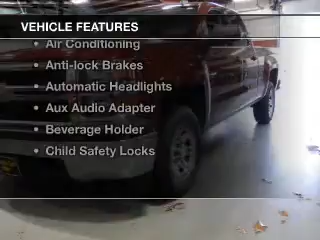 VEHICLE FEATURES
• Air Conditioning
• Anti-lock Brakes
• Automatic Headlights
• Aux Audio Adapter
• Beverage Holder
• Child Safety Locks